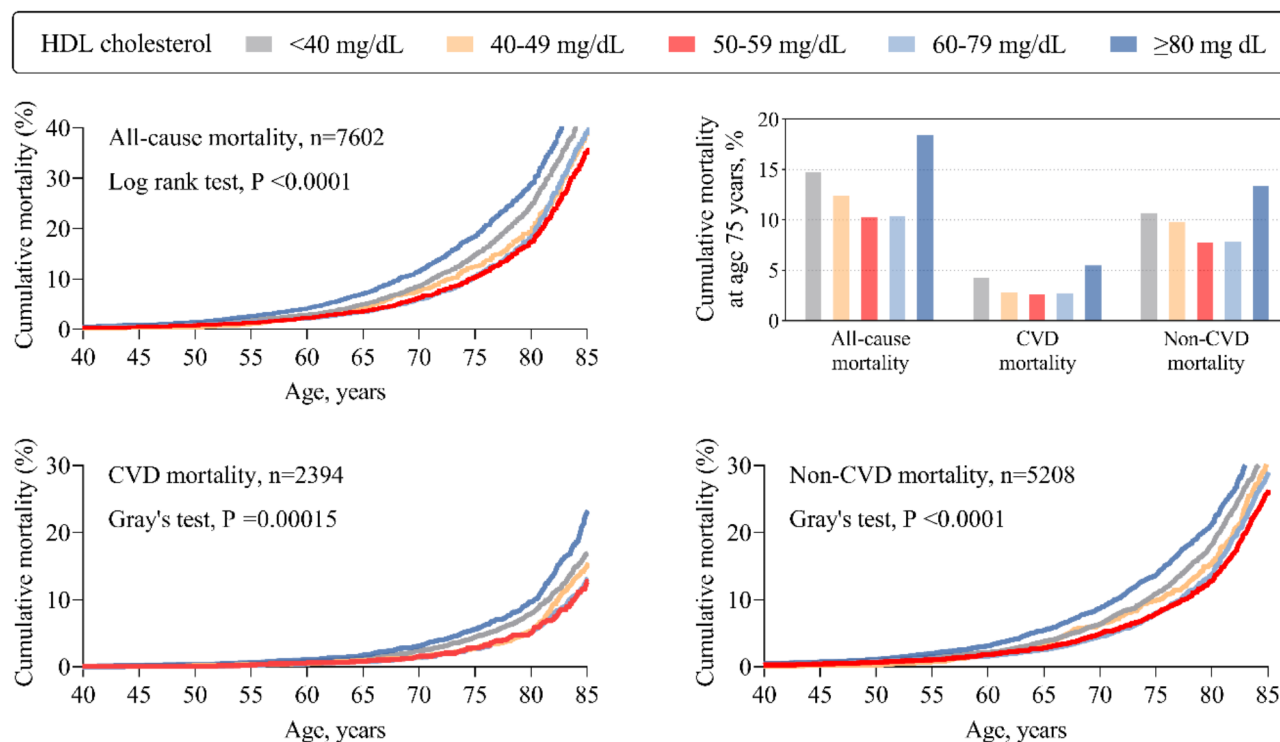 HDL cholesterol <40 mg/dL 40-49 mg/dL 50-59 mg/dL 60-79 mg/dL ≥80 mg dL
Cumulative mortality (%)
40
30
20
10
0
All-cause mortality, n=7602
Log rank test, P <0.0001
40 45 50 55 60 65 70 75 80 85
Age, years
Cumulative mortality
at age 75 years, %
20
15
10
5
0
All-cause
mortality
CVD
mortality
Non-CVD
mortality
Cumulative mortality (%)
30
20
10
0
CVD mortality, n=2394
Gray's test, P =0.00015
40 45 50 55 60 65 70 75 80 85
Age, years
Cumulative mortality (%)
30
20
10
0
Non-CVD mortality, n=5208
Gray's test, P <0.0001
40 45 50 55 60 65 70 75 80 85
Age, years